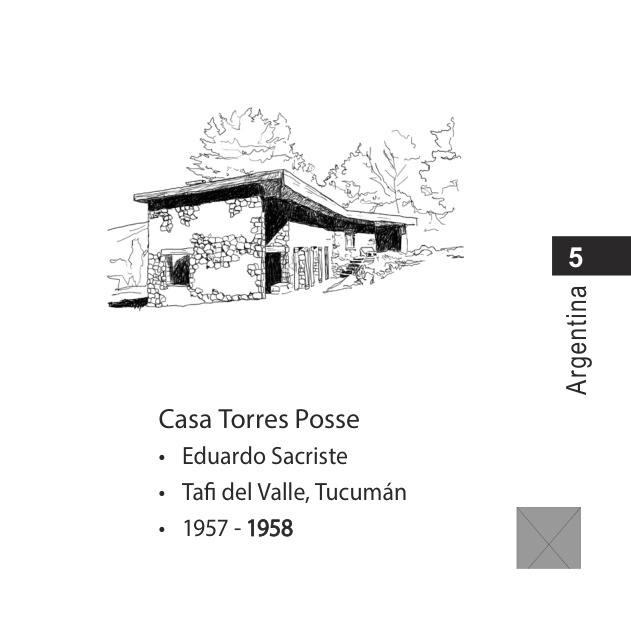 5
Argentina
Casa Torres Posse
• Eduardo Sacriste
• Tafi del Valle, Tucumán
• 1957 - 1958